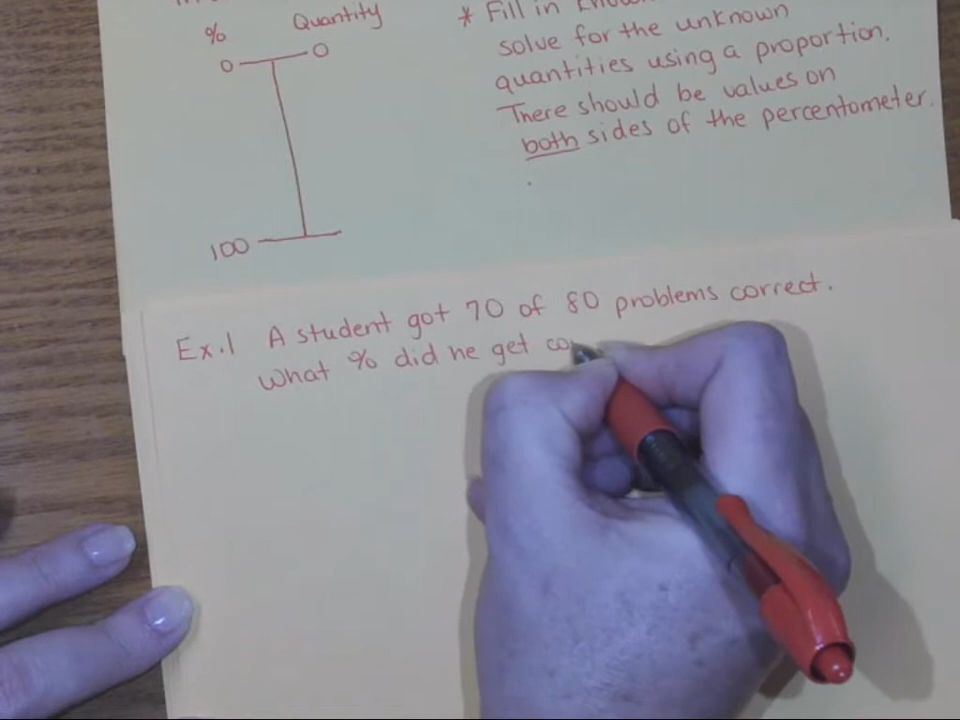 % Quantity
0 0
100
* Fill in
solve for the unknown
quantities using a proportion.
There should be values on
both sides of the percentometer.
Ex.1 A student got 70 of 80 problems correct.
What % did he get co